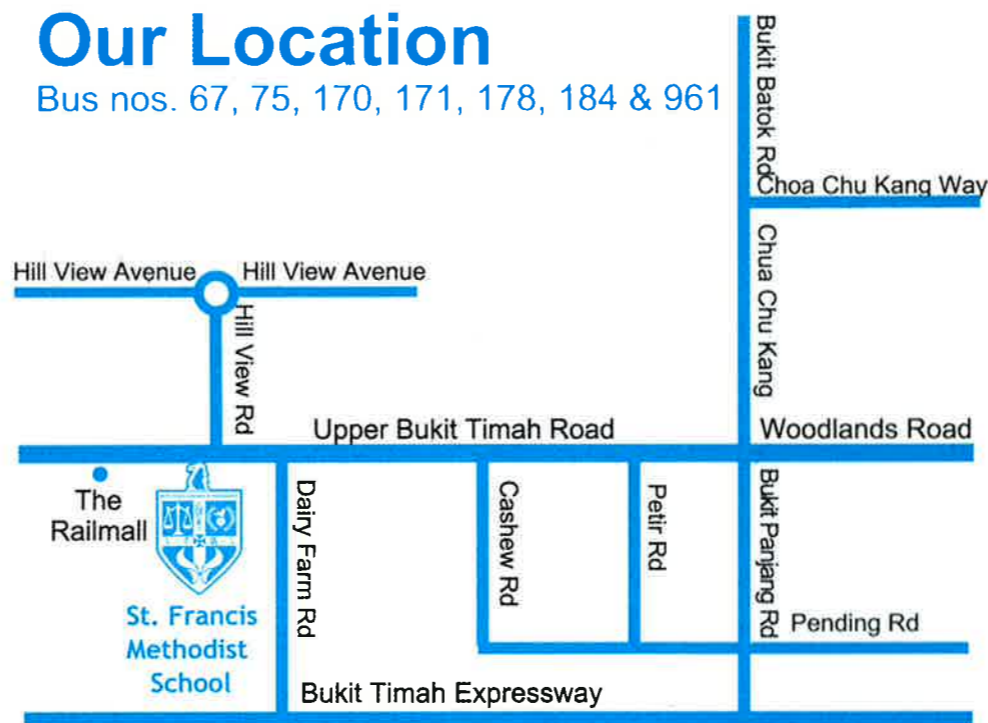 Our Location
Bus nos. 67, 75, 170, 171, 178, 184 & 961
Bukit Batok Rd
Choa Chu Kang Way
Chua Chu Kang
Hill View Avenue
Hill View Avenue
Hill View Rd
Upper Bukit Timah Road
Woodlands Road
The
Railmall
Dairy Farm Rd
Cashew Rd
Petir Rd
Bukit Panjang Rd
Pending Rd
St. Francis
Methodist
School
Bukit Timah Expressway